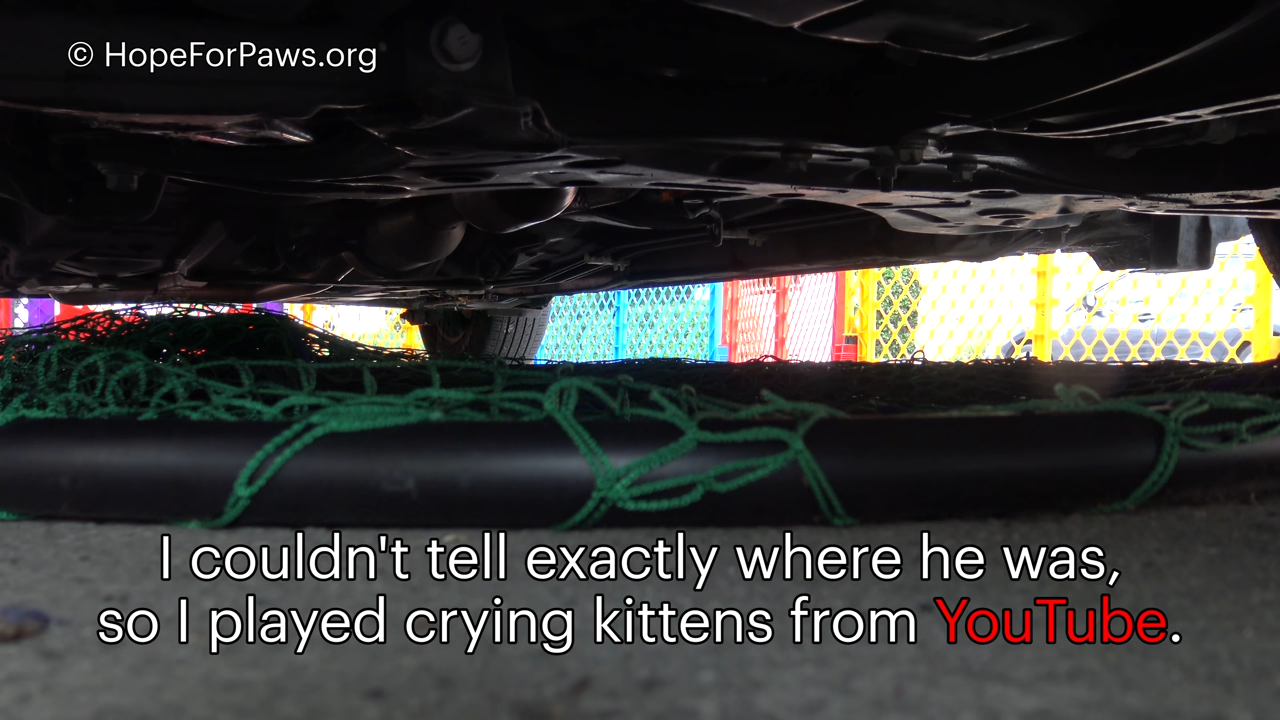 © HopeForPaws.org
I couldn't tell exactly where he was,
so I played crying kittens from YouTube.